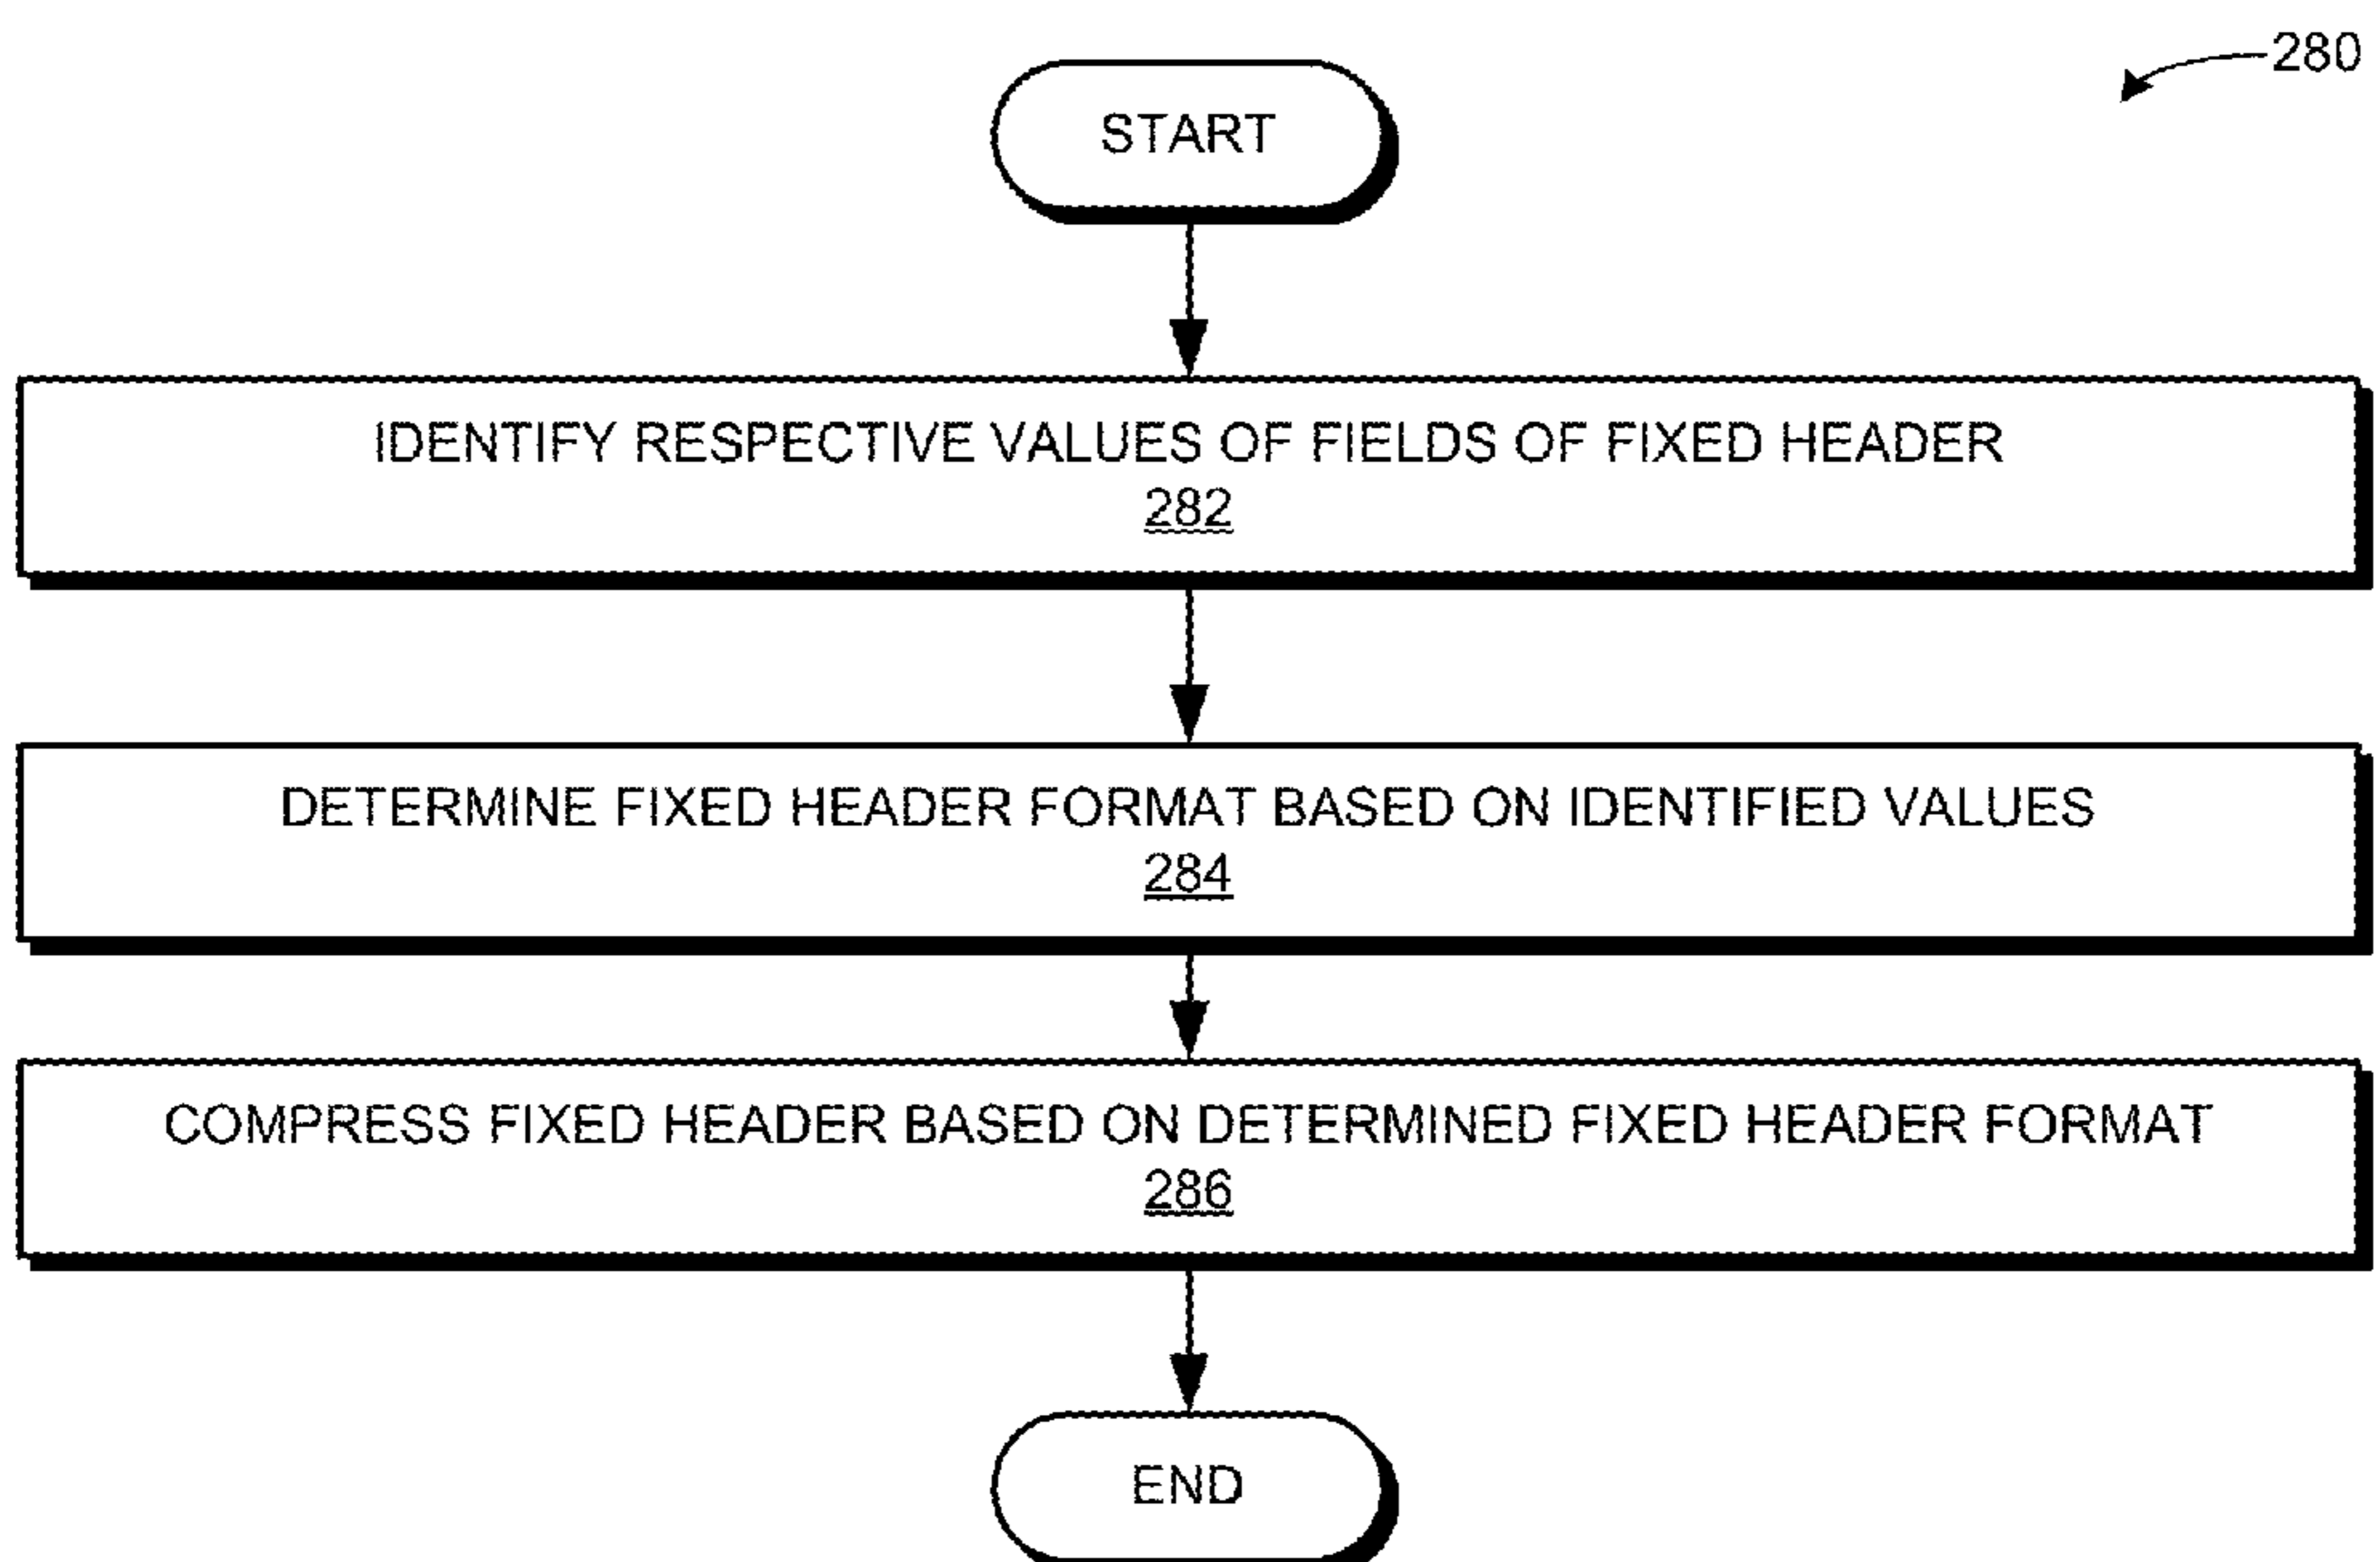 280
START
IDENTIFY RESPECTIVE VALUES OF FIELDS OF FIXED HEADER
282
DETERMINE FIXED HEADER FORMAT BASED ON IDENTIFIED VALUES
284
COMPRESS FIXED HEADER BASED ON DETERMINED FIXED HEADER FORMAT
286
END